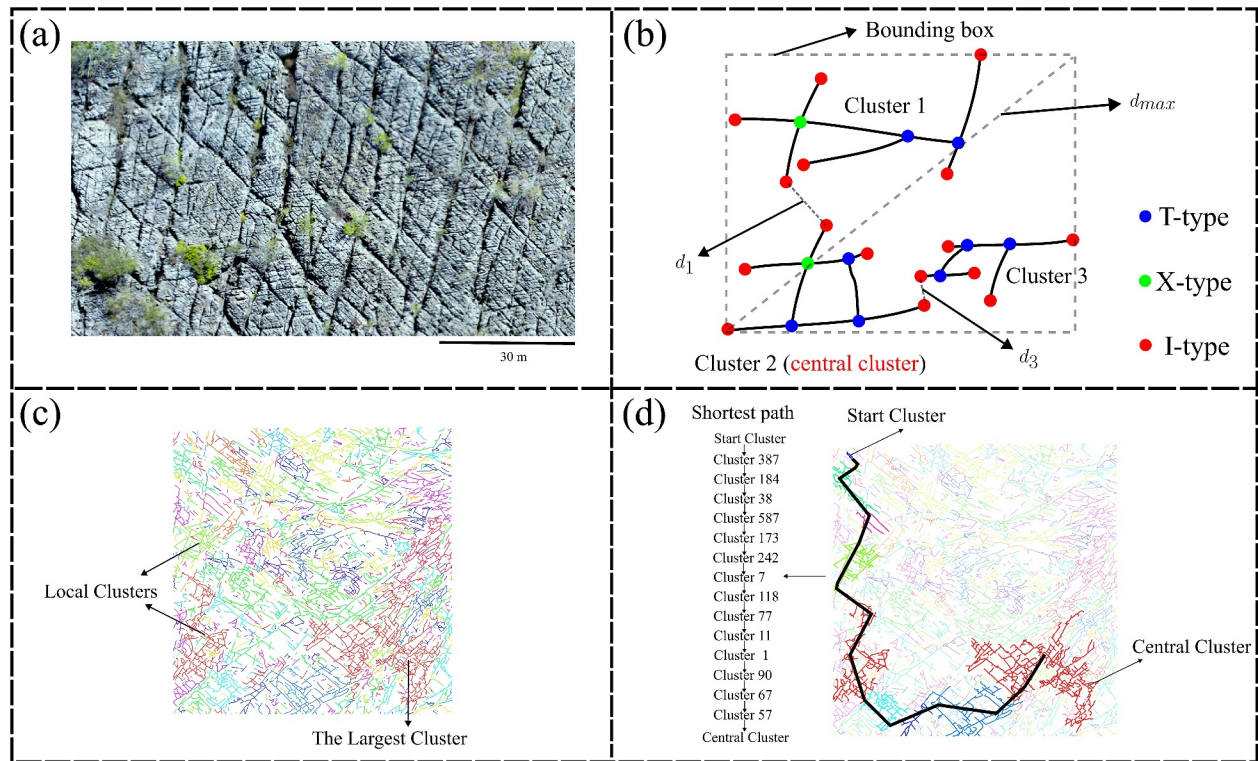 (a)
30 m
(b)
Bounding box
Cluster 1
d_max
d_1
T-type
X-type
I-type
Cluster 3
d_3
Cluster 2 (central cluster)
(c)
Local Clusters
The Largest Cluster
(d)
Shortest path
Start Cluster
Cluster 387
Cluster 184
Cluster 38
Cluster 587
Cluster 173
Cluster 242
Cluster 7
Cluster 118
Cluster 77
Cluster 11
Cluster 1
Cluster 90
Cluster 67
Cluster 57
Central Cluster
Start Cluster
Central Cluster